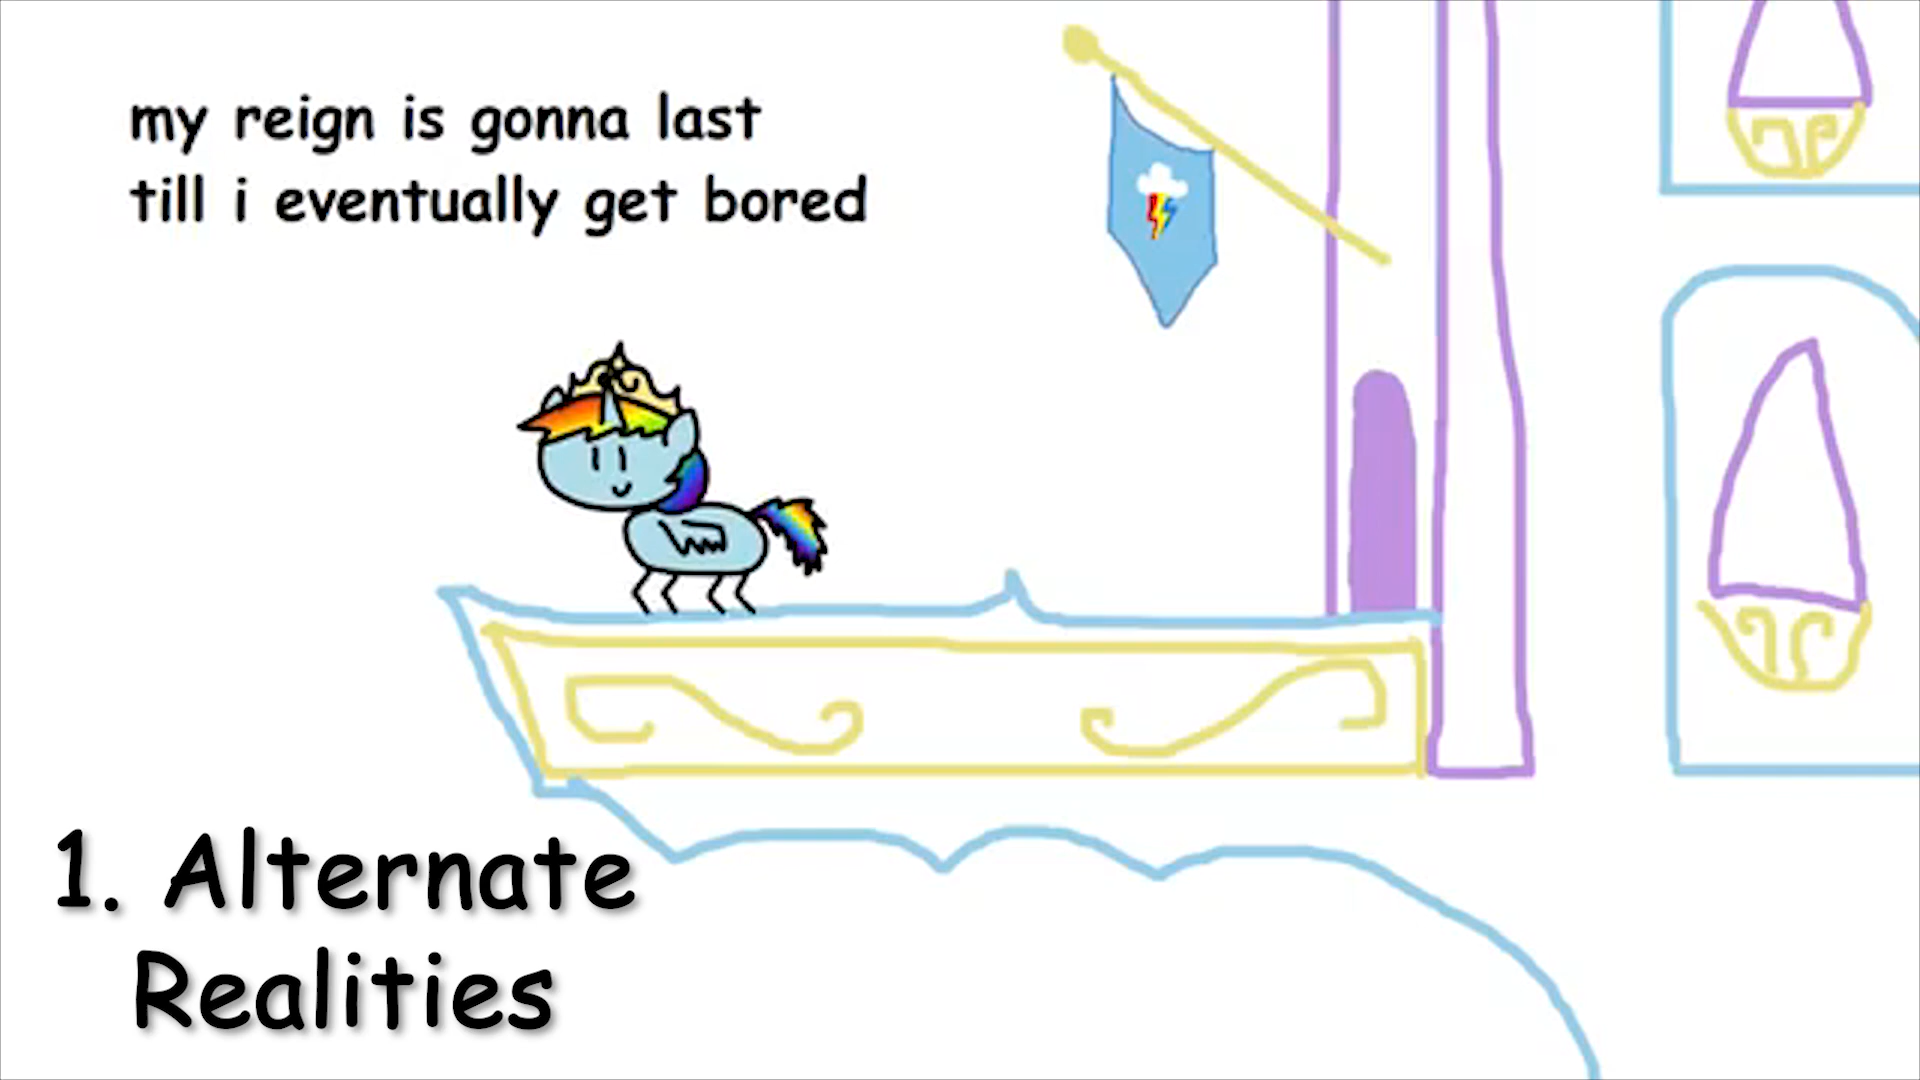 my reign is gonna last
till i eventually get bored
1. Alternate
Realities